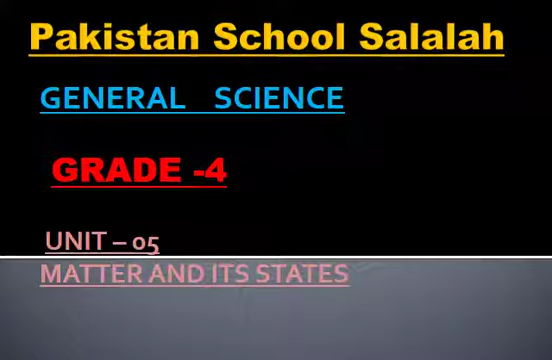 Pakistan School Salalah
GENERAL SCIENCE
GRADE -4
UNIT – 05
MATTER AND ITS STATES